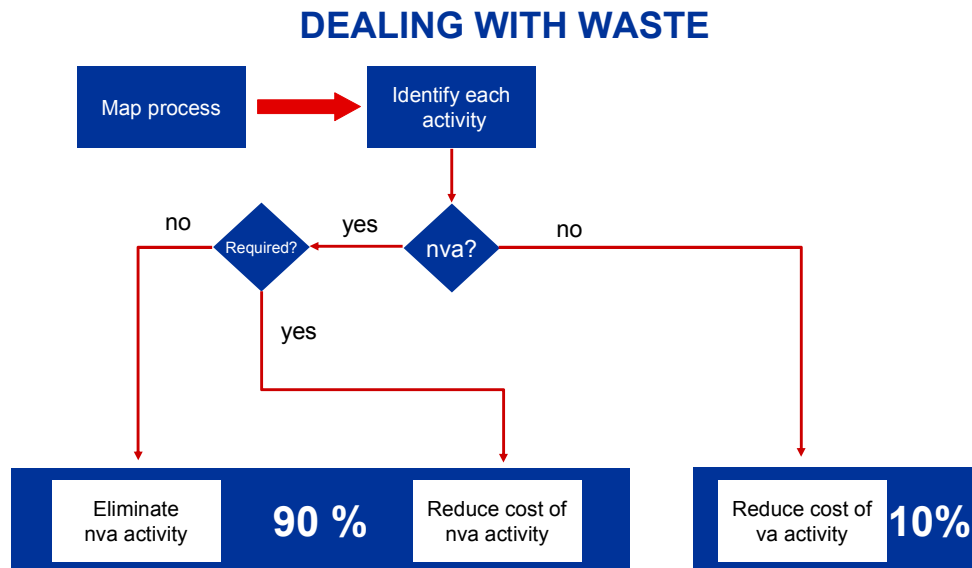 DEALING WITH WASTE
Map process
Identify each
activity
no
Required?
yes
nva?
no
yes
Eliminate
nva activity
90 %
Reduce cost of
nva activity
Reduce cost of
va activity
10%